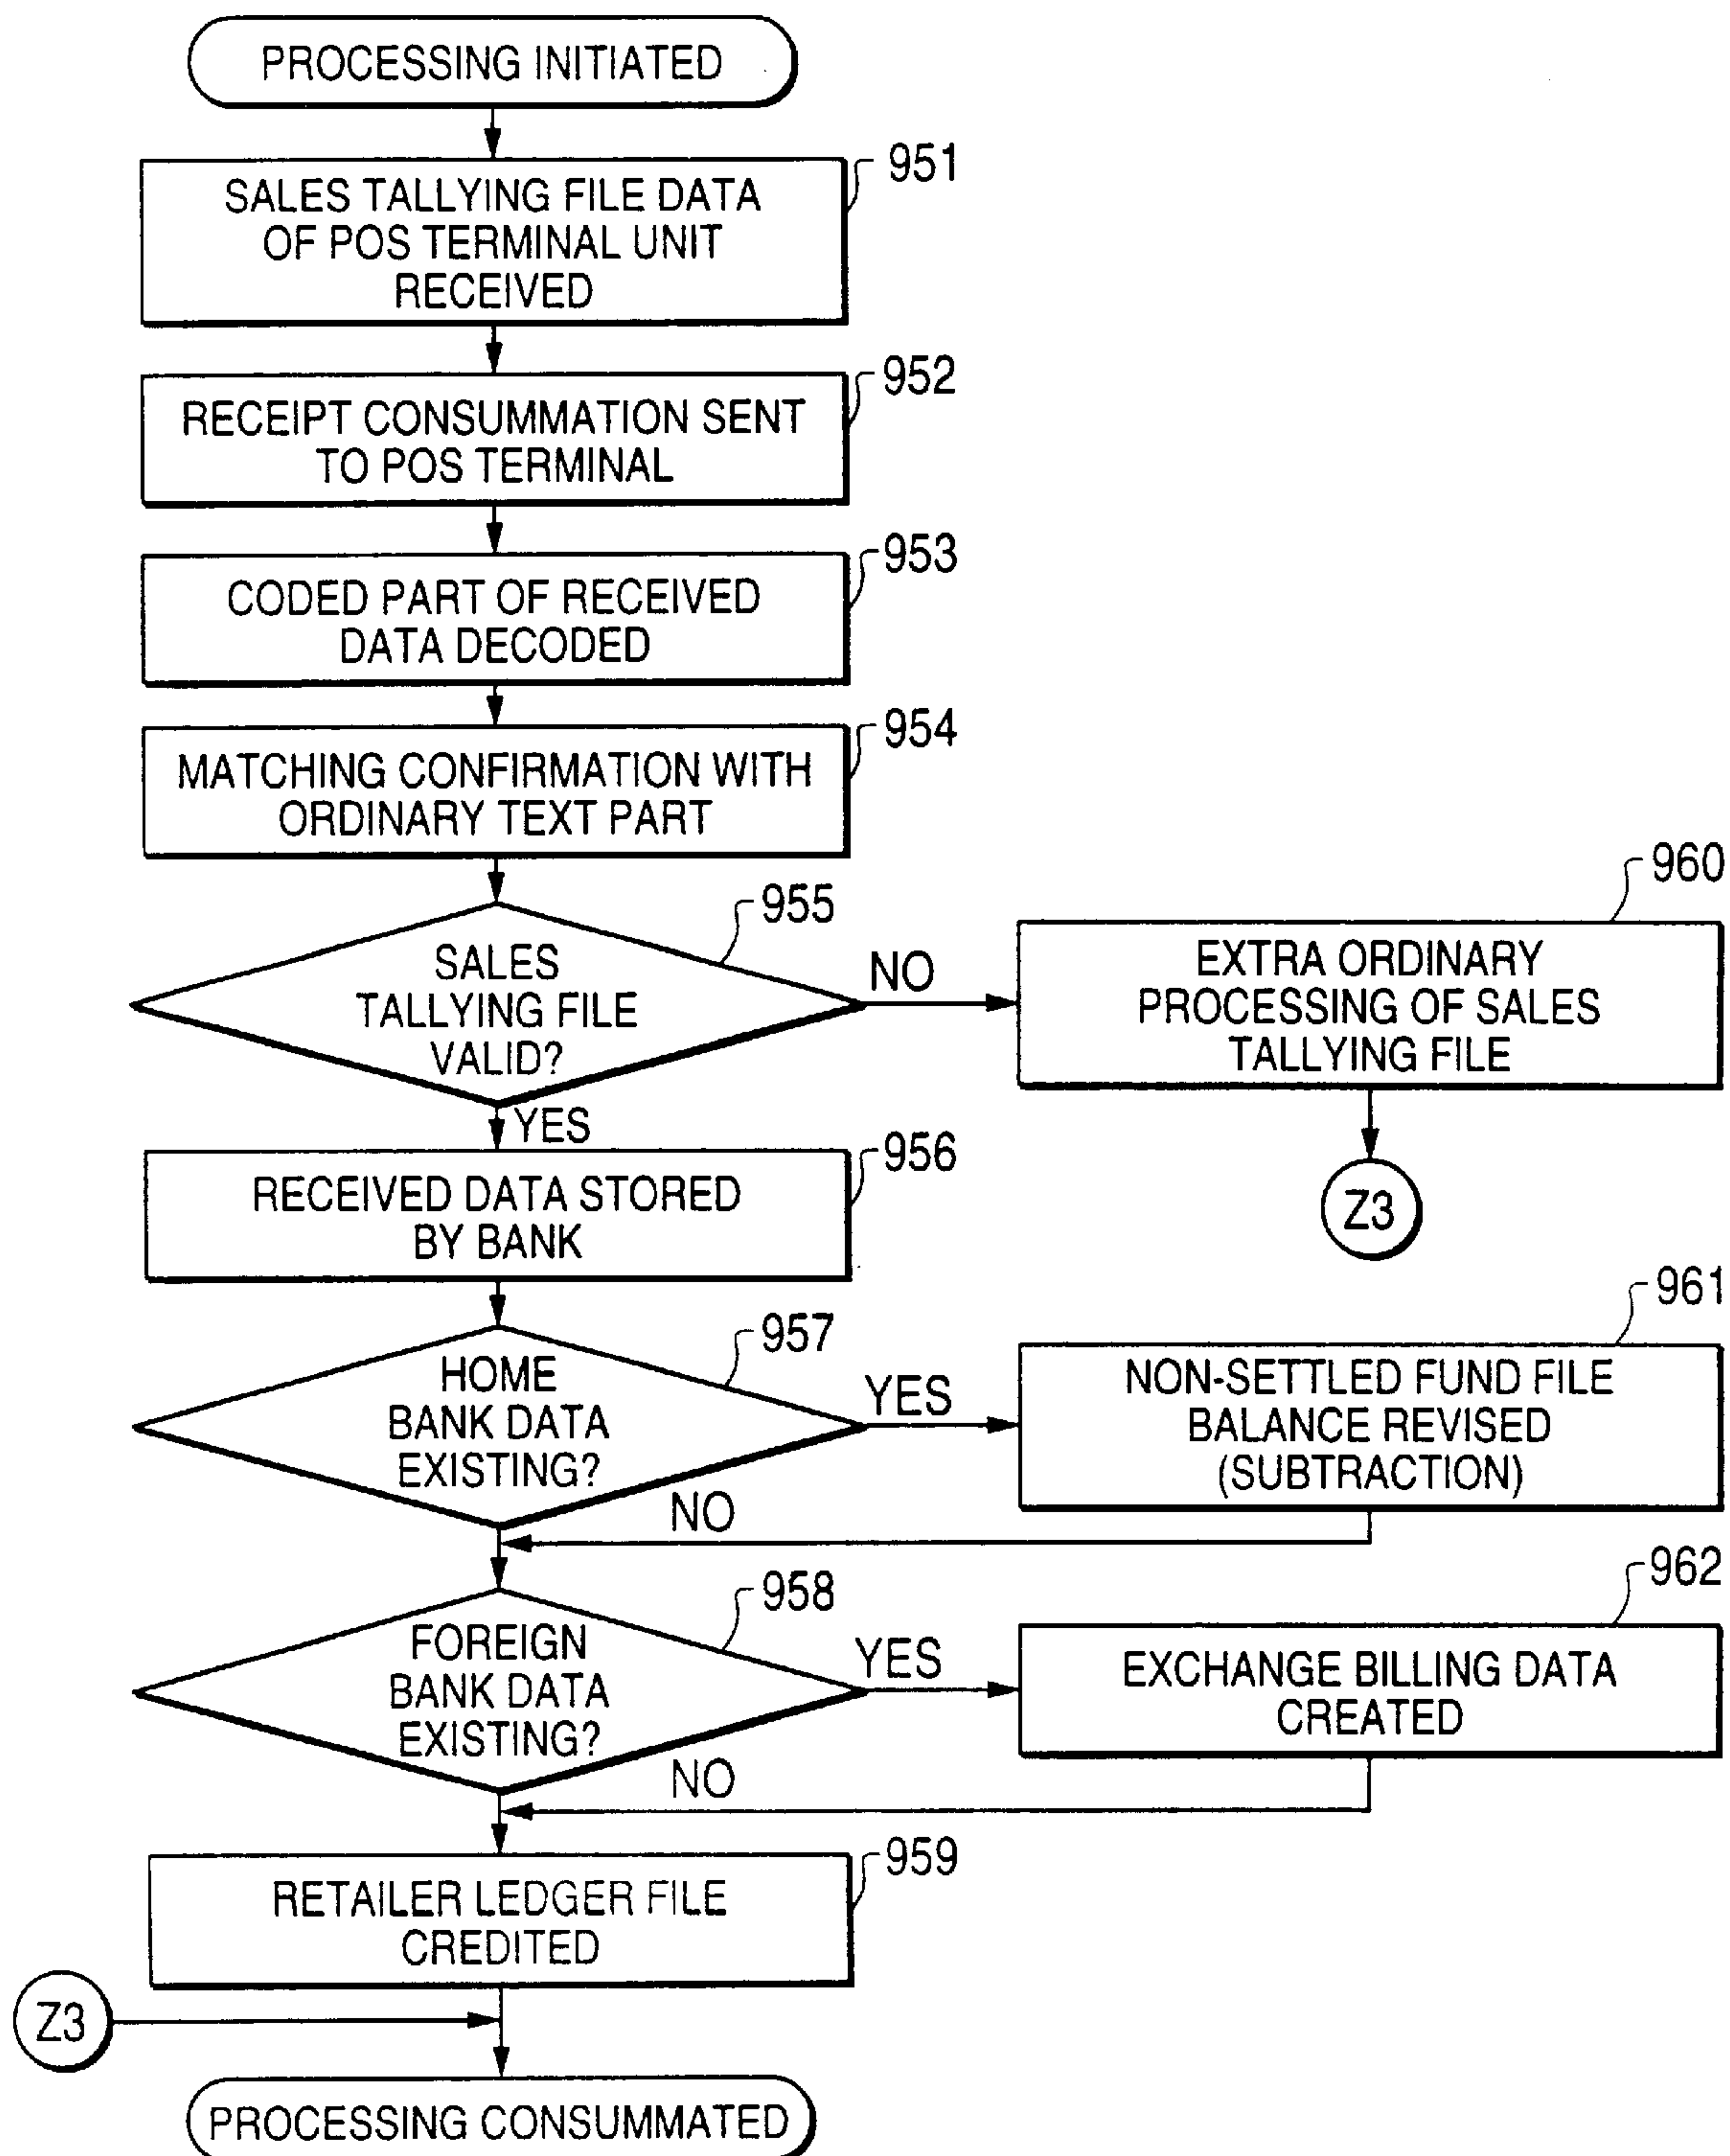 PROCESSING INITIATED
951
SALES TALLYING FILE DATA
OF POS TERMINAL UNIT
RECEIVED
952
RECEIPT CONSUMMATION SENT
TO POS TERMINAL
953
CODED PART OF RECEIVED
DATA DECODED
954
MATCHING CONFIRMATION WITH
ORDINARY TEXT PART
955
SALES
TALLYING FILE
VALID?
NO
960
EXTRA ORDINARY
PROCESSING OF SALES
TALLYING FILE
Z3
YES
956
RECEIVED DATA STORED
BY BANK
957
HOME
BANK DATA
EXISTING?
YES
961
NON-SETTLED FUND FILE
BALANCE REVISED
(SUBTRACTION)
NO
958
FOREIGN
BANK DATA
EXISTING?
YES
962
EXCHANGE BILLING DATA
CREATED
NO
959
RETAILER LEDGER FILE
CREDITED
Z3
PROCESSING CONSUMMATED